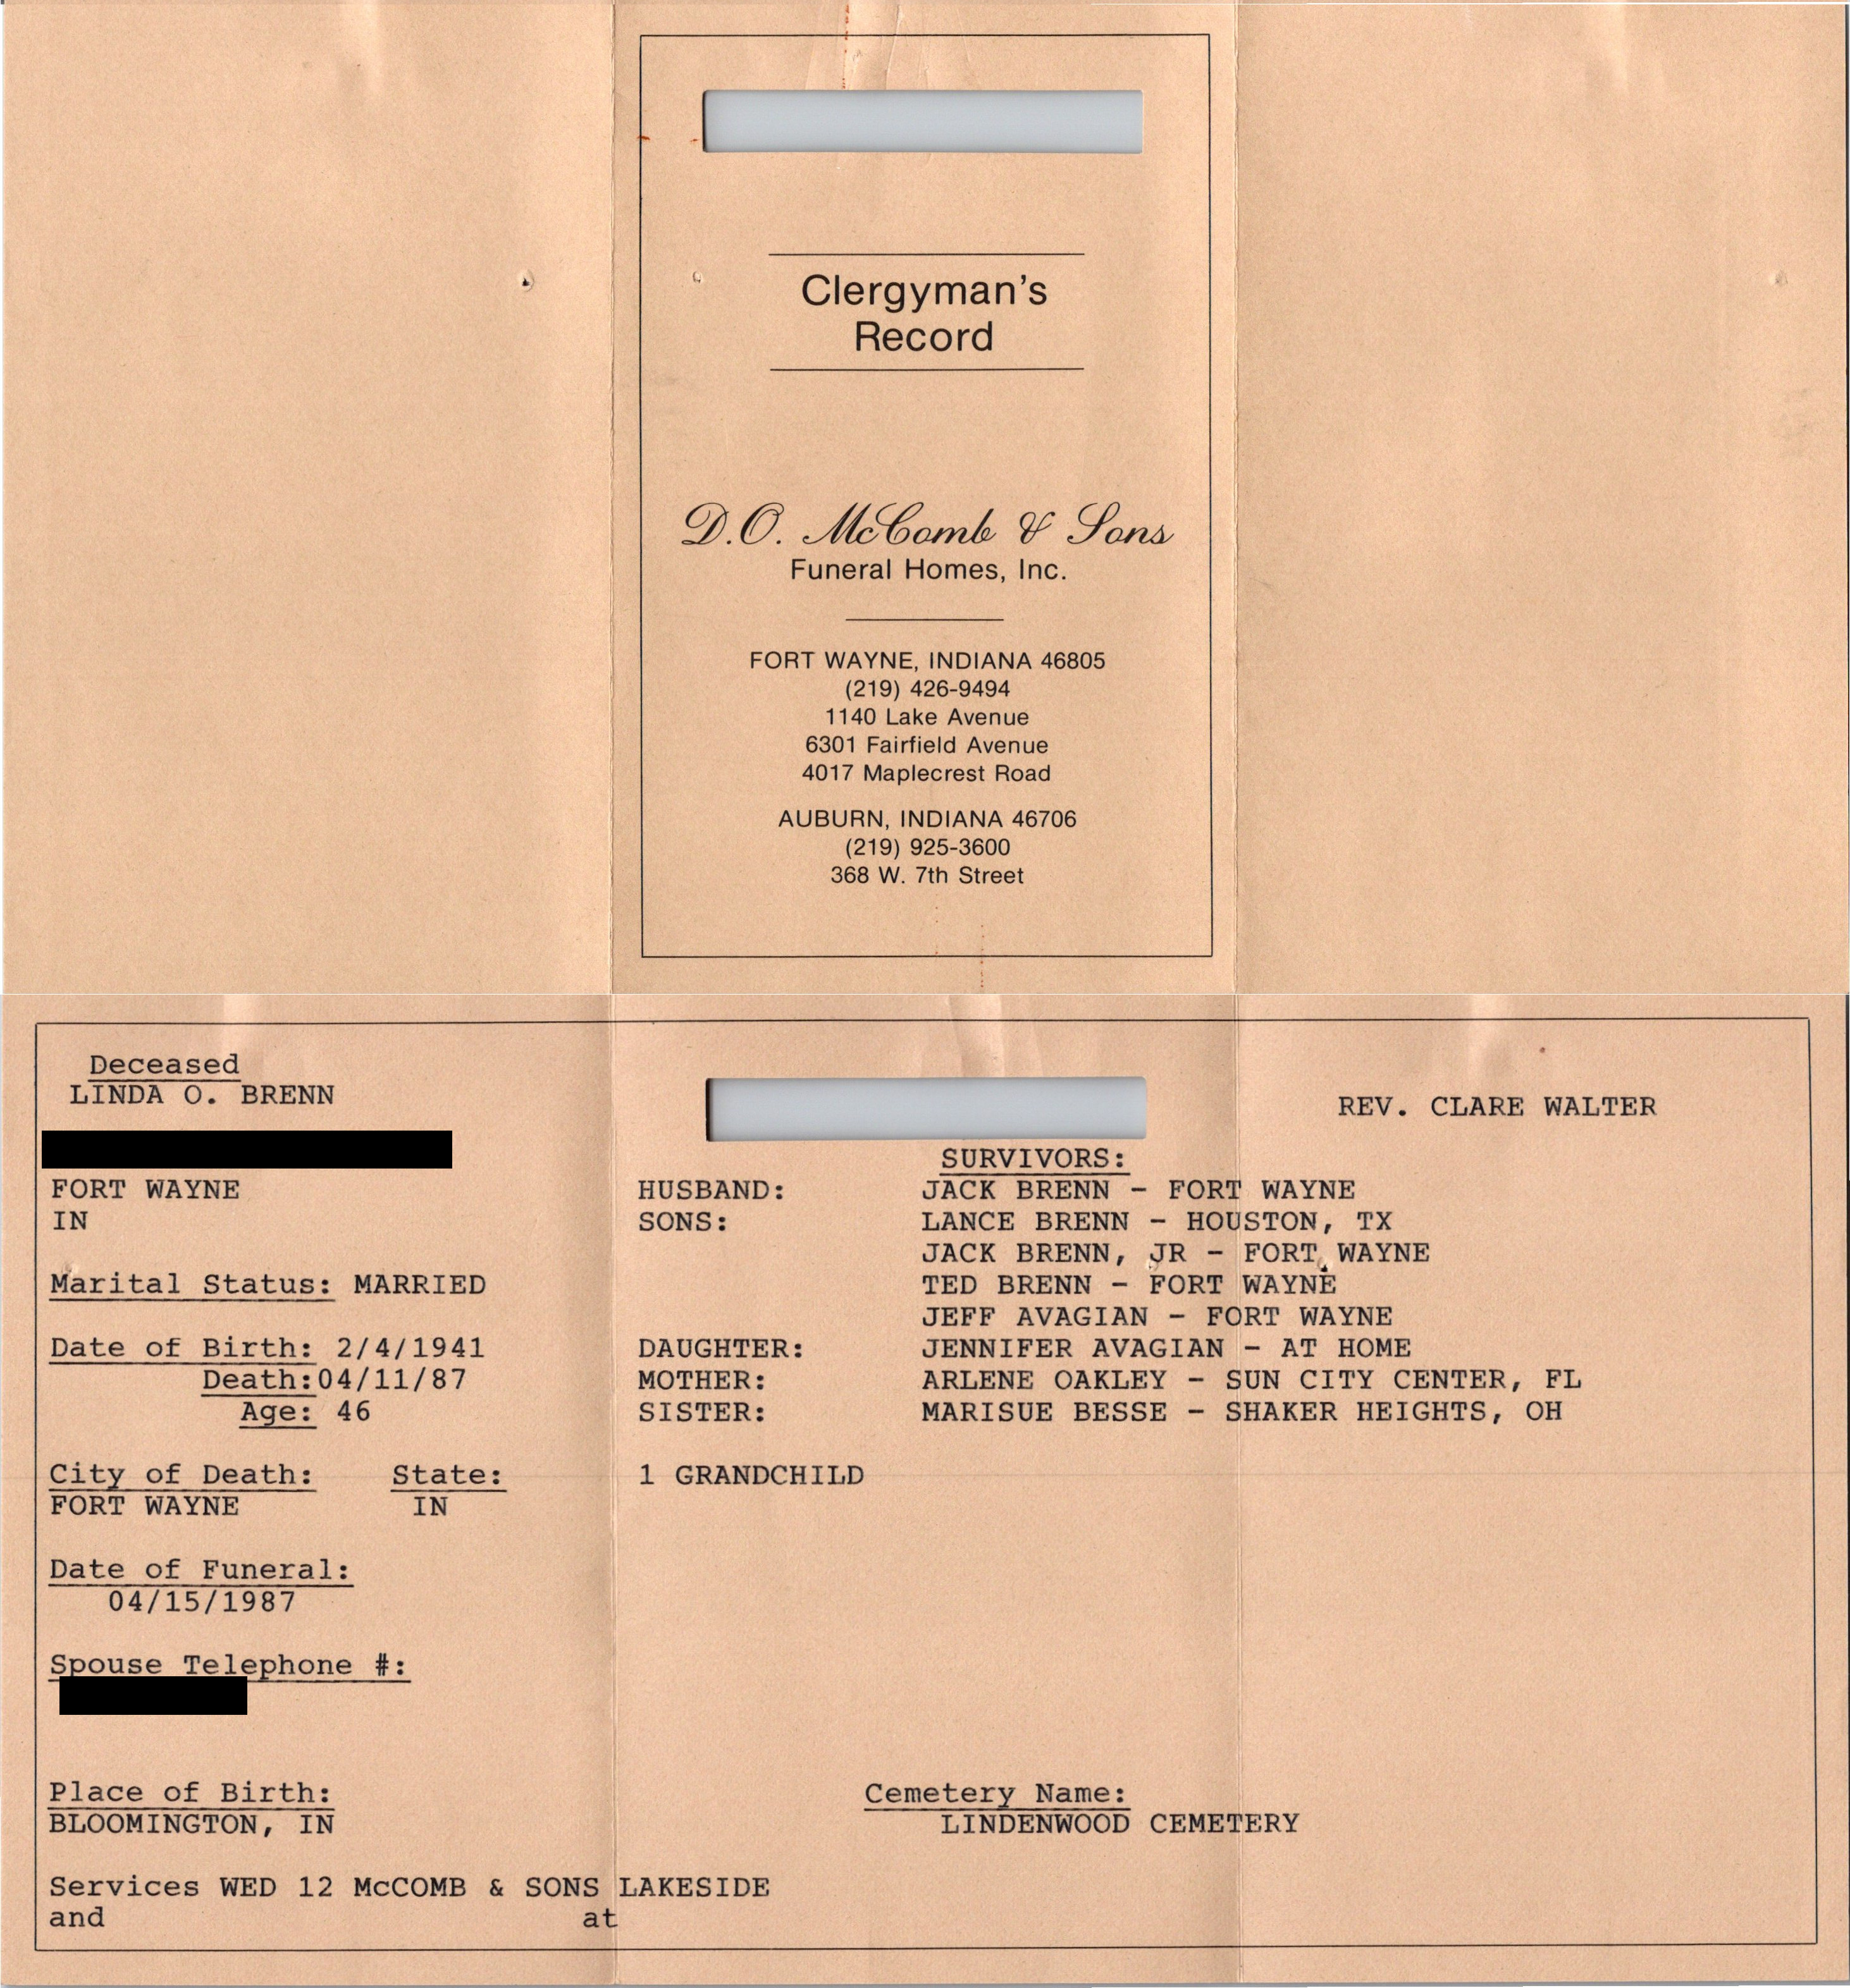 Clergyman's
Record
D.O. McComb & Sons
Funeral Homes, Inc.
FORT WAYNE, INDIANA 46805
(219) 426-9494
1140 Lake Avenue
6301 Fairfield Avenue
4017 Maplecrest Road
AUBURN, INDIANA 46706
(219) 925-3600
368 W. 7th Street
Deceased
LINDA O. BRENN
FORT WAYNE
IN
Marital Status: MARRIED
Date of Birth: 2/4/1941
Death:04/11/87
Age: 46
City of Death: State:
FORT WAYNE IN
Date of Funeral:
04/15/1987
Spouse Telephone #:
Place of Birth:
BLOOMINGTON, IN
Services WED 12 McCOMB & SONS LAKESIDE
and at
REV. CLARE WALTER
SURVIVORS:
HUSBAND: JACK BRENN - FORT WAYNE
SONS: LANCE BRENN - HOUSTON, TX
JACK BRENN, JR - FORT WAYNE
TED BRENN - FORT WAYNE
JEFF AVAGIAN - FORT WAYNE
DAUGHTER: JENNIFER AVAGIAN - AT HOME
MOTHER: ARLENE OAKLEY - SUN CITY CENTER, FL
SISTER: MARISUE BESSE - SHAKER HEIGHTS, OH
1 GRANDCHILD
Cemetery Name:
LINDENWOOD CEMETERY